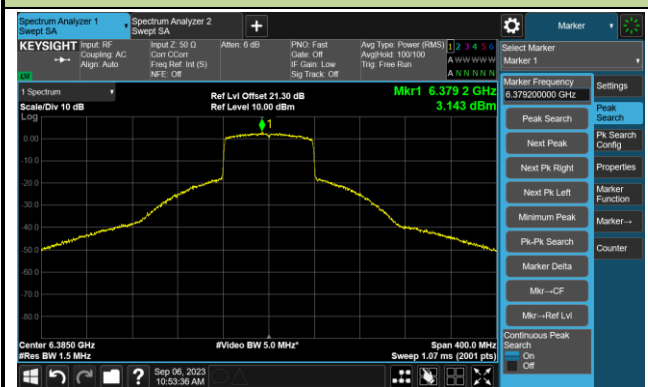 Spectrum Analyzer 1
Swept SA
Spectrum Analyzer 2
Swept SA
+
Marker
KEYSIGHT
Input: RF
Coupling: AC
Align: Auto
Input Z: 50 Ω
Corr CCorr
Freq Ref: Int (S)
NFE: Off
Atten: 6 dB
PNO: Fast
Gate: Off
IF Gain: Low
Sig Track: Off
Avg Type: Power (RMS)
Avg|Hold: 100/100
Trig: Free Run
1 2 3 4 5 6
A W W W W W
A N N N N N
Select Marker
Marker 1
1 Spectrum
Scale/Div 10 dB
Log
Ref Lvl Offset 21.30 dB
Ref Level 10.00 dBm
Mkr1 6.379 2 GHz
3.143 dBm
1
0.00
-10.0
-20.0
-30.0
-40.0
-50.0
-60.0
-70.0
-80.0
Center 6.3850 GHz
#Res BW 1.5 MHz
#Video BW 5.0 MHz*
Span 400.0 MHz
Sweep 1.07 ms (2001 pts)
Marker Frequency
6.379200000 GHz
Peak Search
Next Peak
Next Pk Right
Next Pk Left
Minimum Peak
Pk-Pk Search
Marker Delta
Mkr→CF
Mkr→Ref Lvl
Continuous Peak
Search
On
Off
Settings
Peak
Search
Pk Search
Config
Properties
Marker
Function
Marker→
Counter
?
Sep 06, 2023
10:53:36 AM